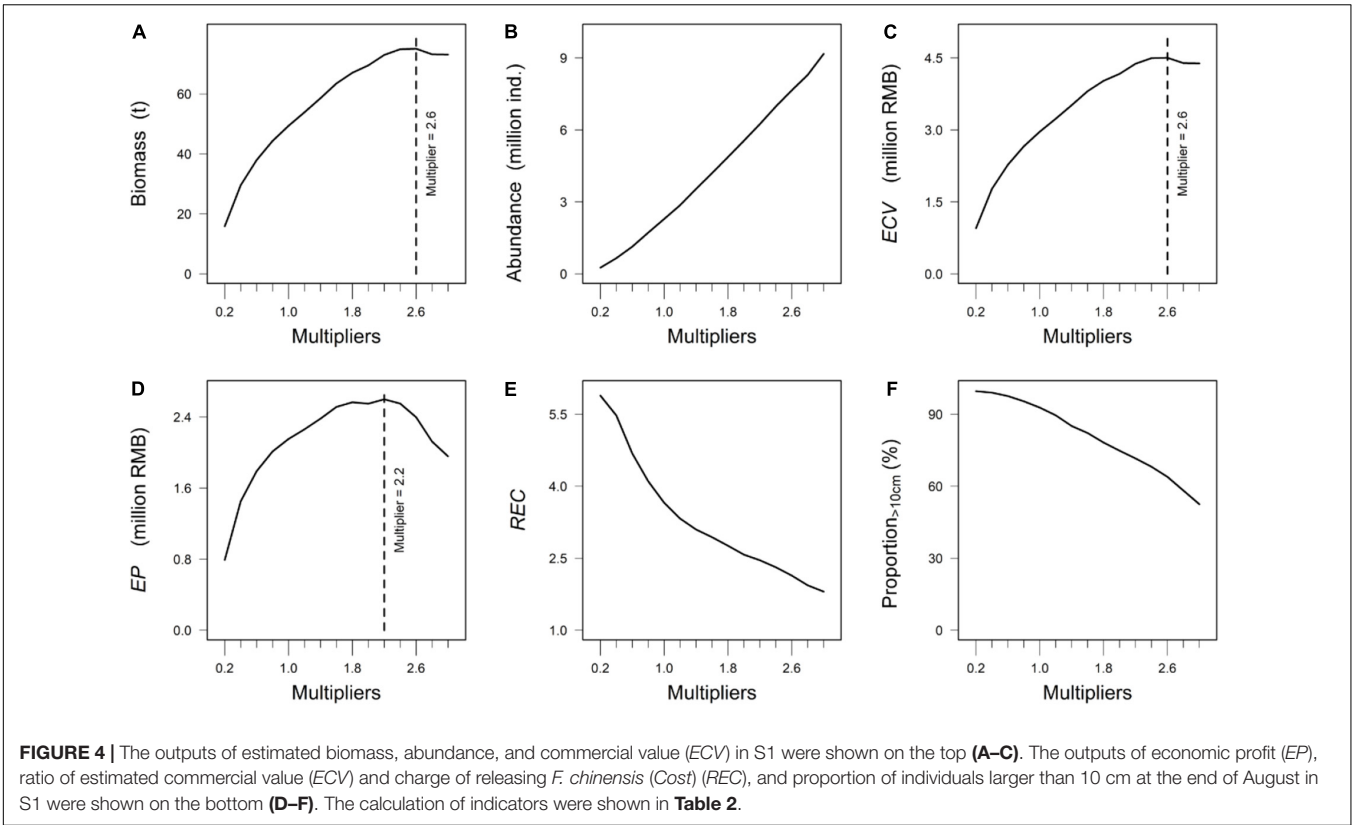 A
Biomass (t)
60
40
20
0
Multiplier = 2.6
0.2 1.0 1.8 2.6
Multipliers
B
Abundance (million ind.)
9
6
3
0
0.2 1.0 1.8 2.6
Multipliers
C
ECV (million RMB)
4.5
3.0
1.5
0.0
Multiplier = 2.6
0.2 1.0 1.8 2.6
Multipliers
D
EP (million RMB)
2.4
1.6
0.8
0.0
Multiplier = 2.2
0.2 1.0 1.8 2.6
Multipliers
E
REC
5.5
4.0
2.5
1.0
0.2 1.0 1.8 2.6
Multipliers
F
Proportion>10cm (%)
90
60
30
0
0.2 1.0 1.8 2.6
Multipliers
FIGURE 4 | The outputs of estimated biomass, abundance, and commercial value (ECV) in S1 were shown on the top (A–C). The outputs of economic profit (EP),
ratio of estimated commercial value (ECV) and charge of releasing F. chinensis (Cost) (REC), and proportion of individuals larger than 10 cm at the end of August in
S1 were shown on the bottom (D–F). The calculation of indicators were shown in Table 2.